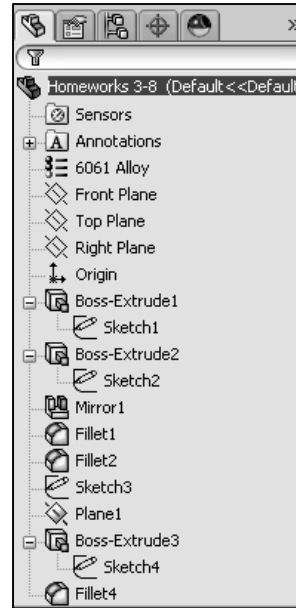 »
Homeworks 3-8 (Default<<Default
Sensors
A Annotations
6061 Alloy
Front Plane
Top Plane
Right Plane
Origin
Boss-Extrude1
Sketch1
Boss-Extrude2
Sketch2
Mirror1
Fillet1
Fillet2
Sketch3
Plane1
Boss-Extrude3
Sketch4
Fillet4